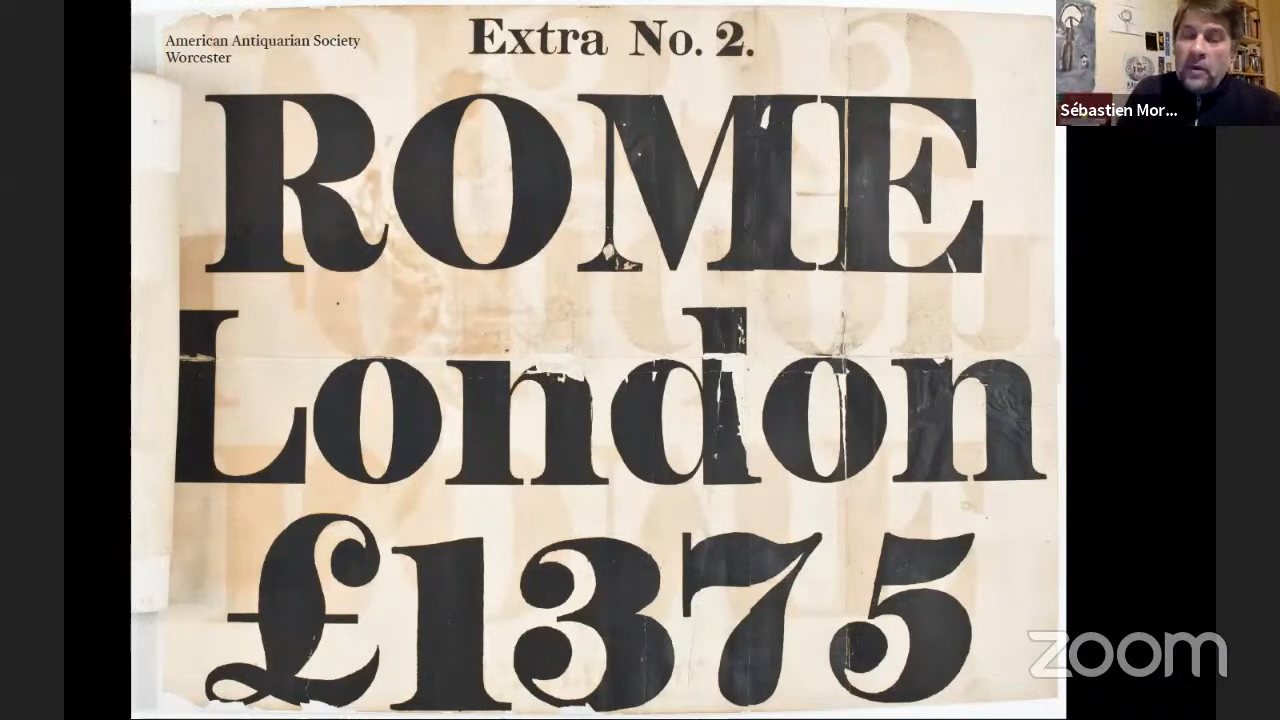 American Antiquarian Society
Worcester
Extra No. 2.
ROME
London
£1375
Sébastien Mor...
zoom